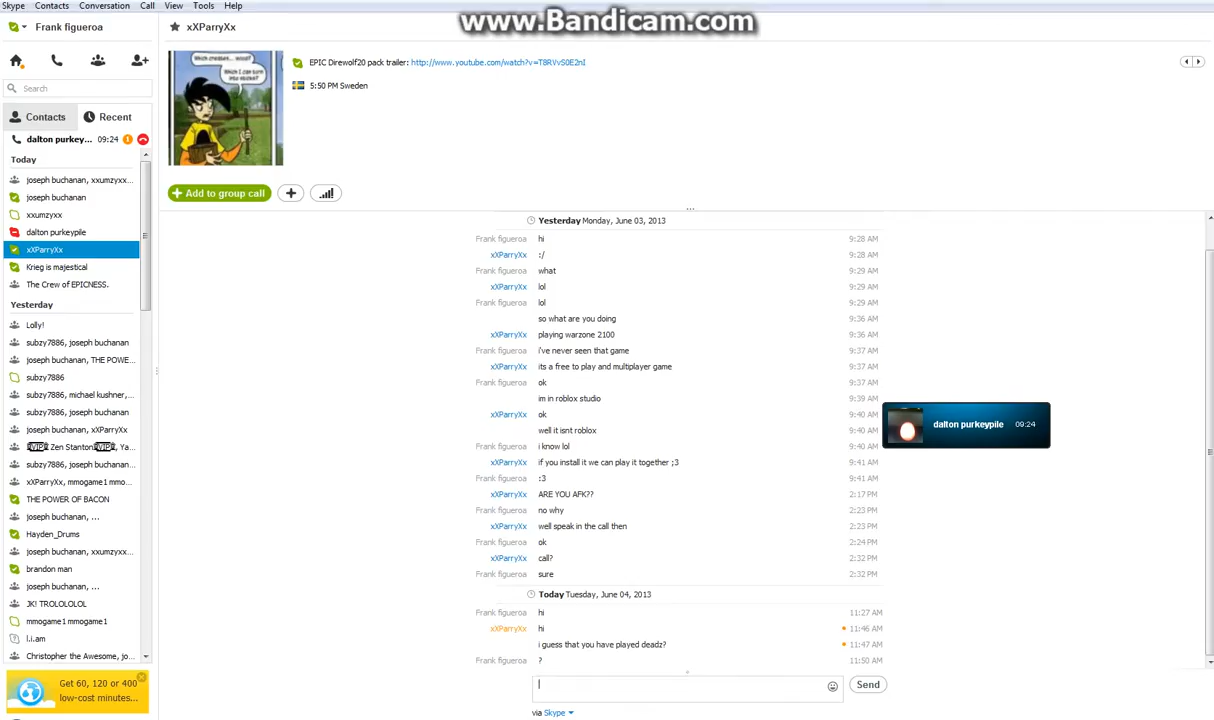 www.Bandicam.com
Skype Contacts Conversation Call View Tools Help
Frank figueroa
xXParryXx
Which creates... wood?
Which I can turn into sticks?
EPIC Direwolf20 pack trailer: http://www.youtube.com/watch?v=T8RVvS0E2nI
5:50 PM Sweden
Search
Contacts Recent
dalton purkey... 09:24 1
Add to group call
Today
joseph buchanan, xxumzyxx...
joseph buchanan
xxumzyxx
dalton purkeypile
xXParryXx
Krieg is majestical
The Crew of EPICNESS.
Yesterday
Lolly!
subzy7886, joseph buchanan
joseph buchanan, THE POWE...
subzy7886
subzy7886, michael kushner,...
subzy7886, joseph buchanan
joseph buchanan, xXParryXx
VIP Zen Stanton VIP, Ya...
subzy7886, joseph buchanan...
xXParryXx, mmogame1 mmo...
THE POWER OF BACON
joseph buchanan, ...
Hayden_Drums
joseph buchanan, xxumzyxx...
brandon man
joseph buchanan, ...
JK! TROLOLOLOL
mmogame1 mmogame1
l.i.am
Christopher the Awesome, jo...
Get 60, 120 or 400
low-cost minutes...
Yesterday Monday, June 03, 2013
Frank figueroa hi 9:28 AM
xXParryXx :/ 9:28 AM
Frank figueroa what 9:29 AM
xXParryXx lol 9:29 AM
Frank figueroa lol 9:29 AM
so what are you doing 9:36 AM
xXParryXx playing warzone 2100 9:36 AM
Frank figueroa i've never seen that game 9:37 AM
xXParryXx its a free to play and multiplayer game 9:37 AM
Frank figueroa ok 9:37 AM
im in roblox studio 9:39 AM
xXParryXx ok 9:40 AM
well it isnt roblox 9:40 AM
Frank figueroa i know lol 9:40 AM
xXParryXx if you install it we can play it together ;3 9:41 AM
Frank figueroa :3 9:41 AM
xXParryXx ARE YOU AFK?? 2:17 PM
Frank figueroa no why 2:23 PM
xXParryXx well speak in the call then 2:23 PM
Frank figueroa ok 2:24 PM
xXParryXx call? 2:32 PM
Frank figueroa sure 2:32 PM
Today Tuesday, June 04, 2013
Frank figueroa hi 11:27 AM
xXParryXx hi 11:46 AM
i guess that you have played deadz? 11:47 AM
Frank figueroa ? 11:50 AM
Send
via Skype
dalton purkeypile 09:24